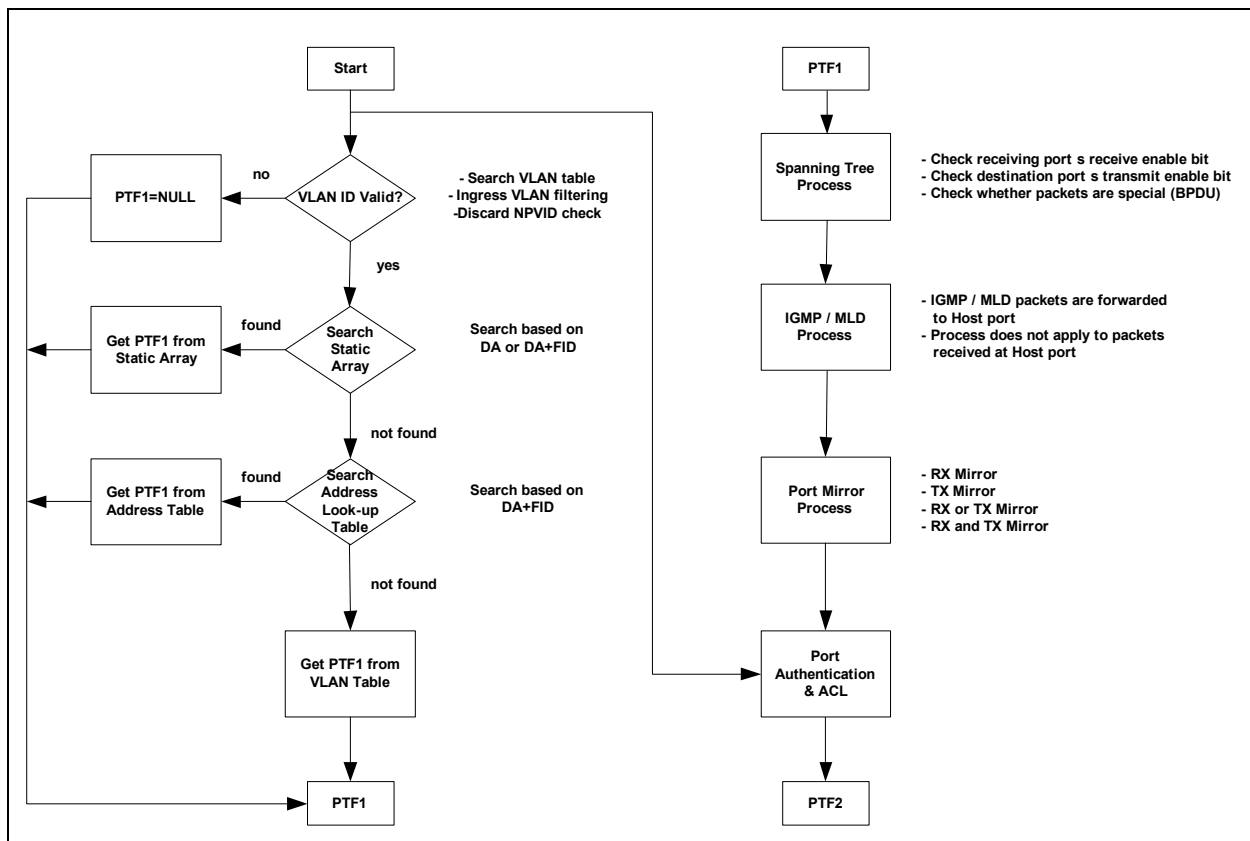 Start
VLAN ID Valid?
- Search VLAN table
- Ingress VLAN filtering
-Discard NPVID check
no
PTF1=NULL
yes
Search
Static
Array
Search based on
DA or DA+FID
found
Get PTF1 from
Static Array
not found
Search
Address
Look-up
Table
Search based on
DA+FID
found
Get PTF1 from
Address Table
not found
Get PTF1 from
VLAN Table
PTF1
PTF1
Spanning Tree
Process
- Check receiving port s receive enable bit
- Check destination port s transmit enable bit
- Check whether packets are special (BPDU)
IGMP / MLD
Process
- IGMP / MLD packets are forwarded
to Host port
- Process does not apply to packets
received at Host port
Port Mirror
Process
- RX Mirror
- TX Mirror
- RX or TX Mirror
- RX and TX Mirror
Port
Authentication
& ACL
PTF2